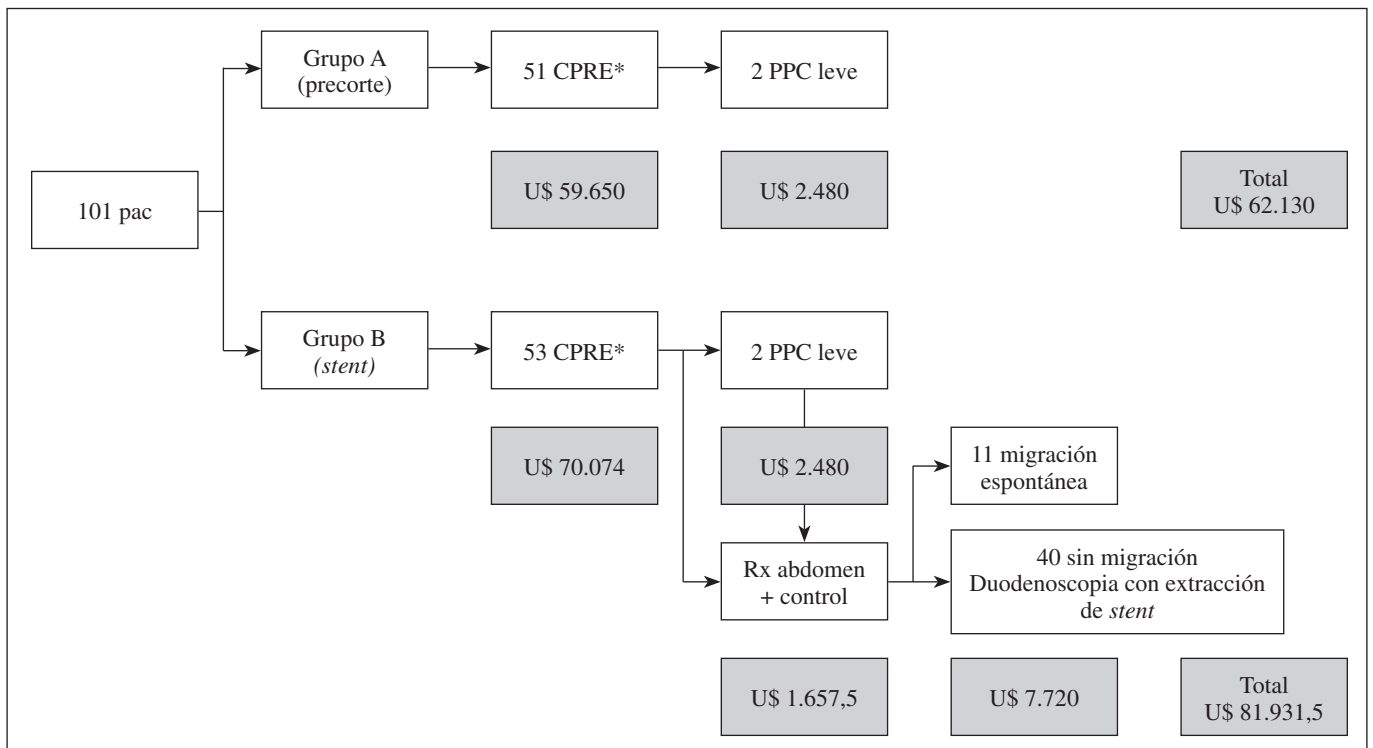 Grupo A
(precorte)
51 CPRE*
2 PPC leve
U$ 59.650
U$ 2.480
Total
U$ 62.130
101 pac
Grupo B
(stent)
53 CPRE*
2 PPC leve
U$ 70.074
U$ 2.480
11 migración
espontánea
Rx abdomen
+ control
40 sin migración
Duodenoscopia con extracción
de stent
U$ 1.657,5
U$ 7.720
Total
U$ 81.931,5